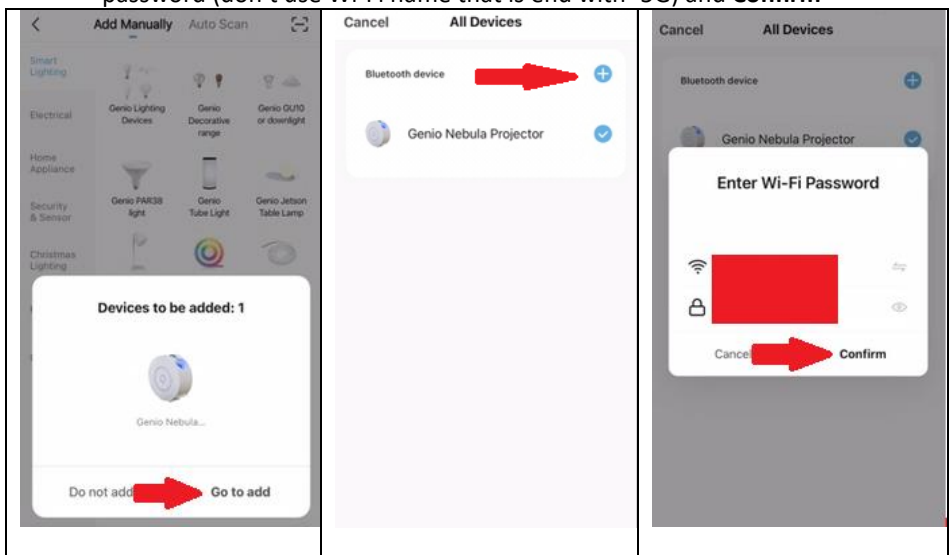 password (don't use Wi-Fi name that is end with -5G) and Confirm.
Add Manually Auto Scan
Smart
Lighting
Electrical
Home
Appliance
Security
& Sensor
Christmas
Lighting
Genio Lighting
Devices
Genio
Decorative
range
Genio GU10
or downlight
Genio PAR38
light
Genio
Tube Light
Genio Jetson
Table Lamp
Devices to be added: 1
Genio Nebula...
Do not add Go to add
Cancel All Devices
Bluetooth device
Genio Nebula Projector
Cancel All Devices
Bluetooth device
Genio Nebula Projector
Enter Wi-Fi Password
Cancel Confirm